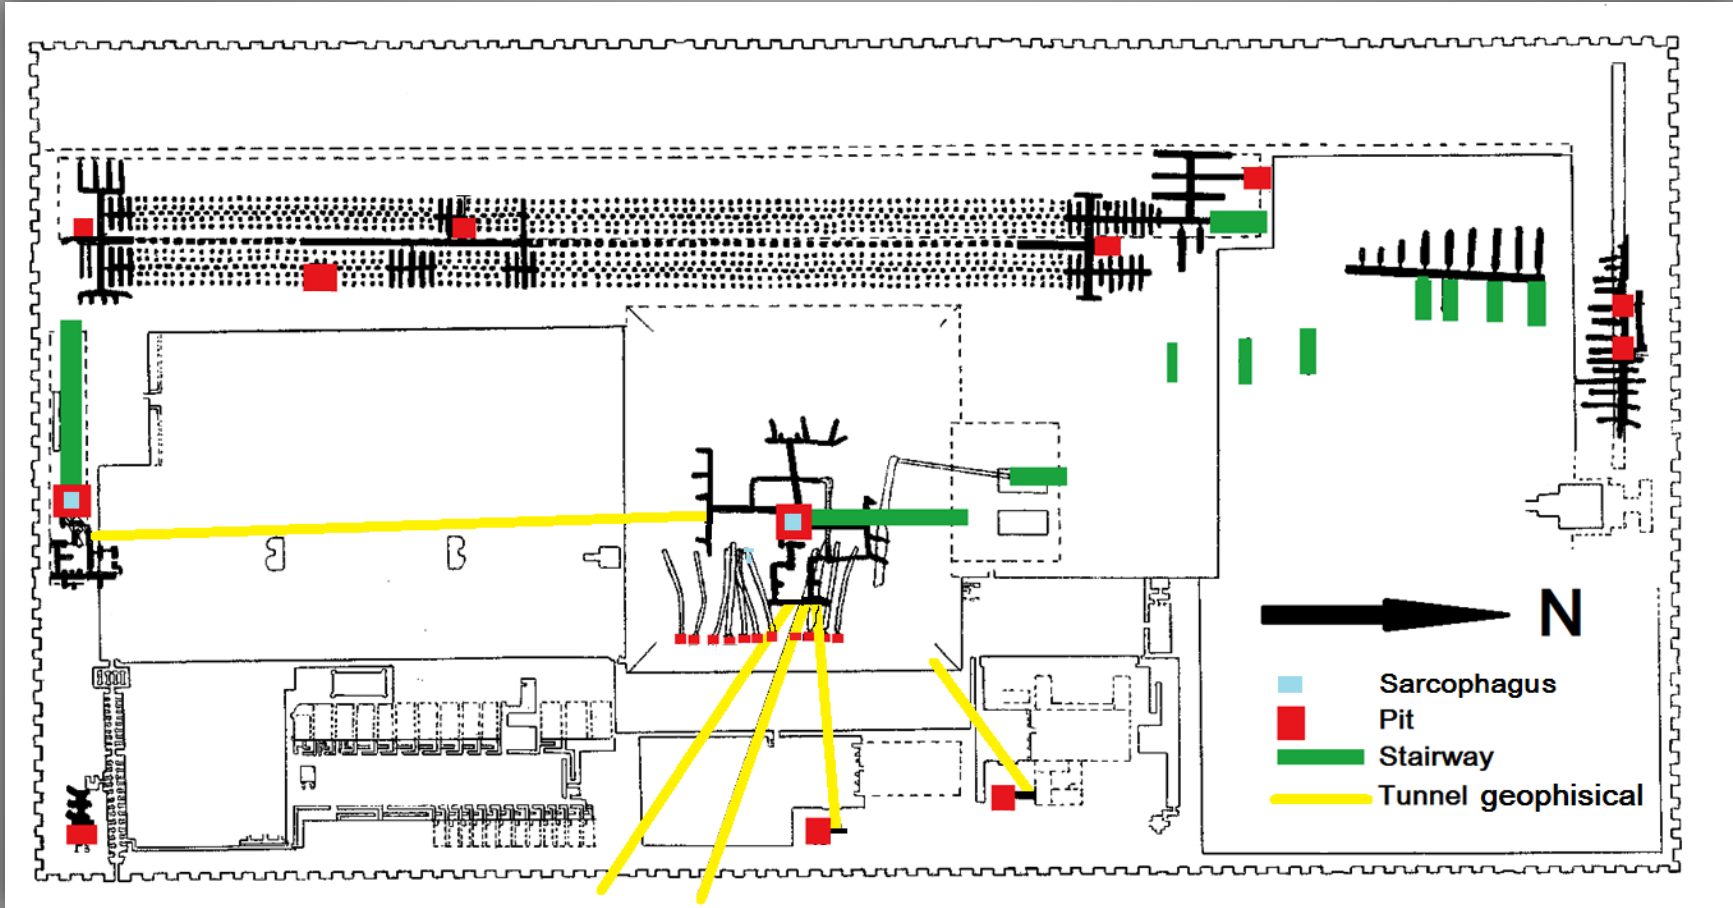 N
Sarcophagus
Pit
Stairway
Tunnel geophisical